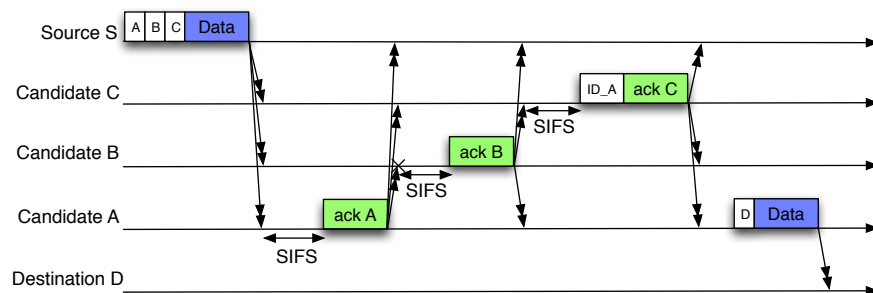 Source S A B C Data
Candidate C ID_A ack C
SIFS
Candidate B ack B
SIFS
Candidate A ack A D Data
SIFS
Destination D